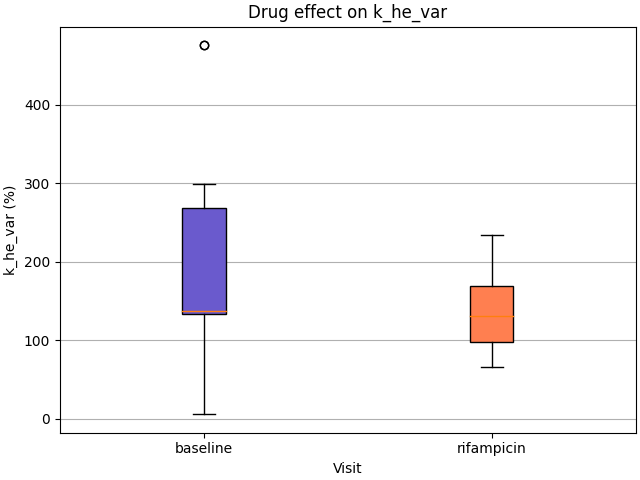 Drug effect on k_he_var
k_he_var (%)
400
300
200
100
0
baseline
rifampicin
Visit